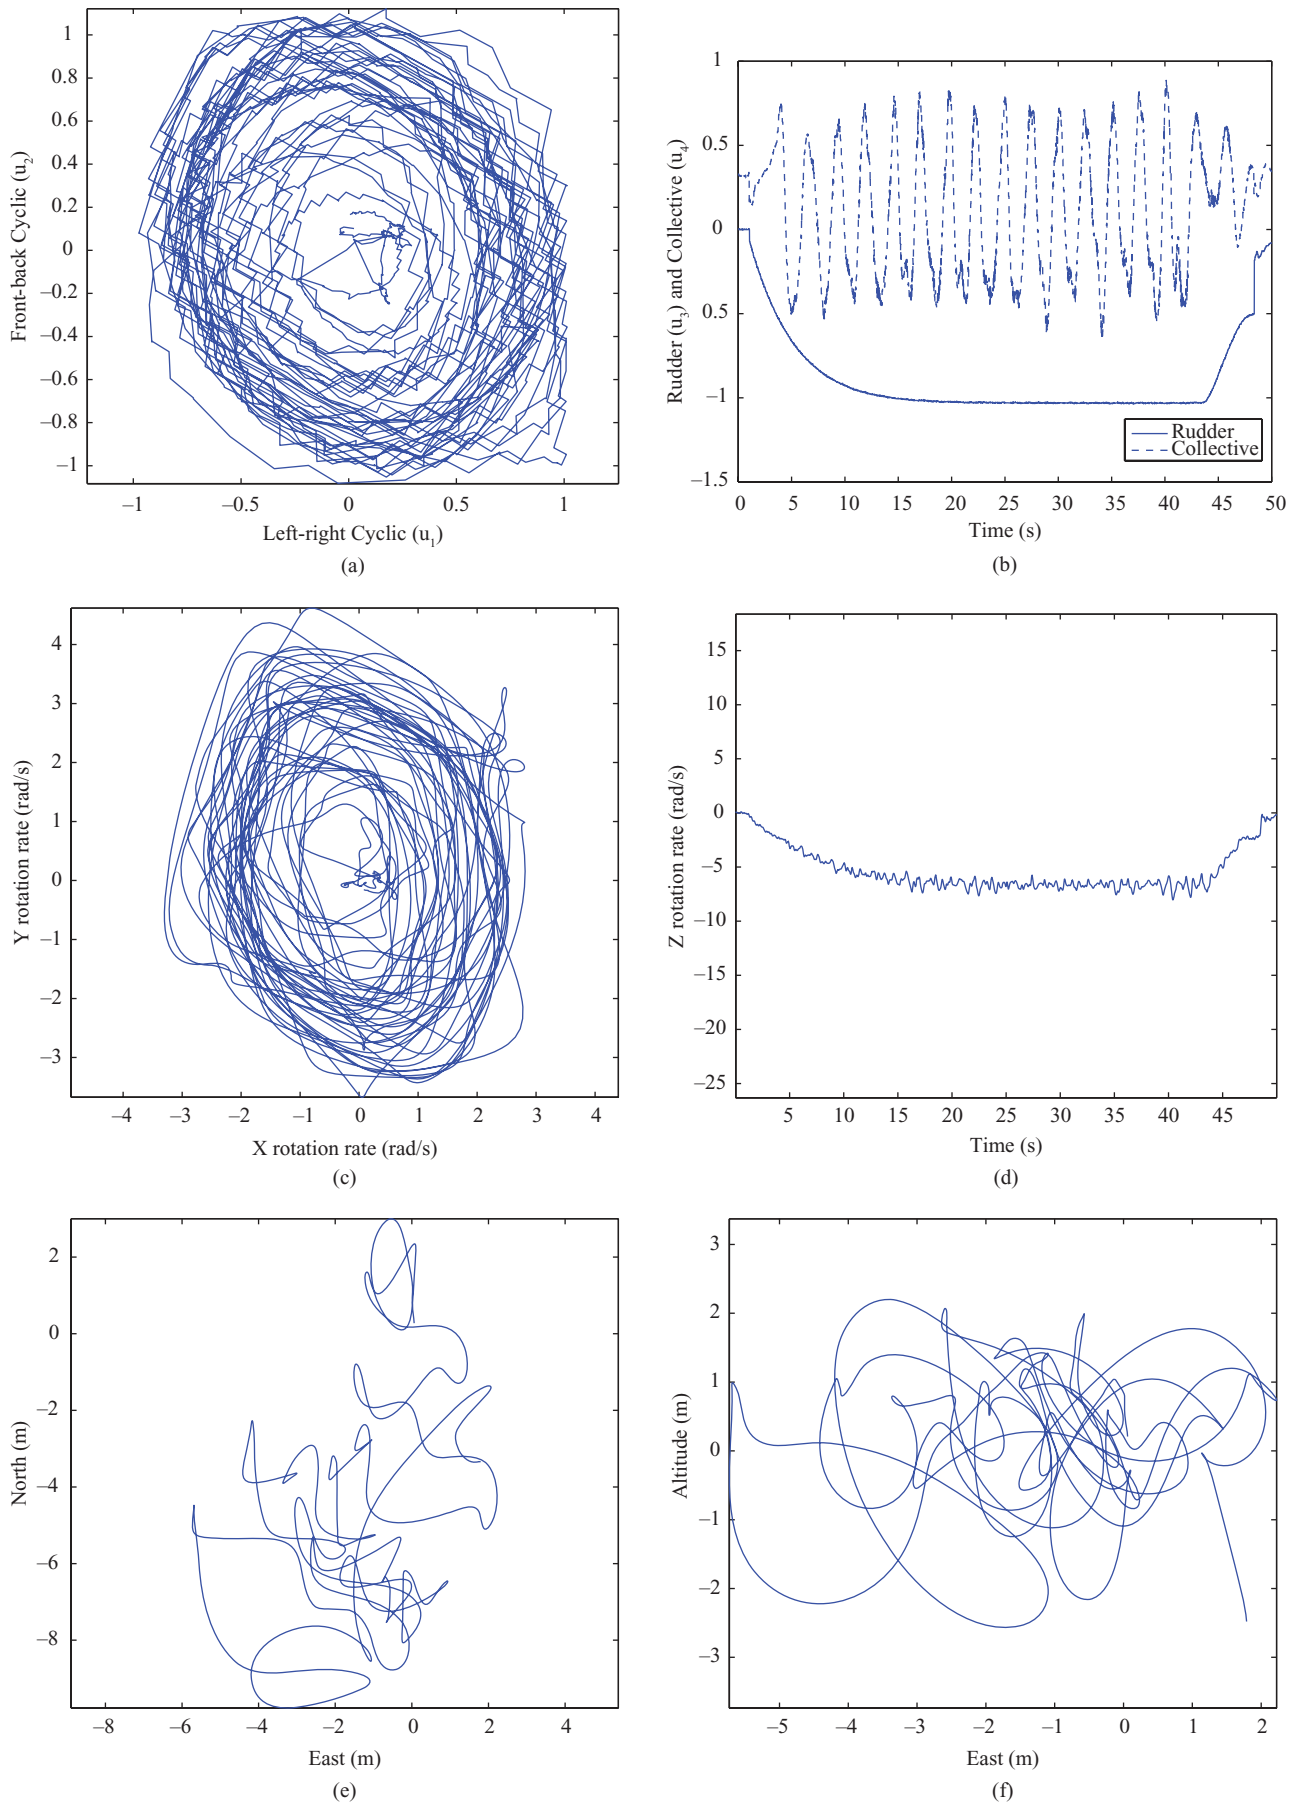 1
0.8
0.6
0.4
0.2
0
−0.2
−0.4
−0.6
−0.8
−1
Front-back Cyclic (u2)
−1 −0.5 0 0.5 1
Left-right Cyclic (u1)
(a)
1
0.5
0
0.5
−1
−1.5
Rudder (u3) and Collective (u4)
Rudder
Collective
0 5 10 15 20 25 30 35 40 45 50
Time (s)
(b)
4
3
2
1
0
−1
−2
−3
Y rotation rate (rad/s)
−4 −3 −2 −1 0 1 2 3 4
X rotation rate (rad/s)
(c)
15
10
5
0
−5
−10
−15
−20
−25
Z rotation rate (rad/s)
5 10 15 20 25 30 35 40 45
Time (s)
(d)
2
0
−2
−4
−6
−8
North (m)
−8 −6 −4 −2 0 2 4
East (m)
(e)
3
2
1
0
−1
−2
−3
Altitude (m)
−5 −4 −3 −2 −1 0 1 2
East (m)
(f)